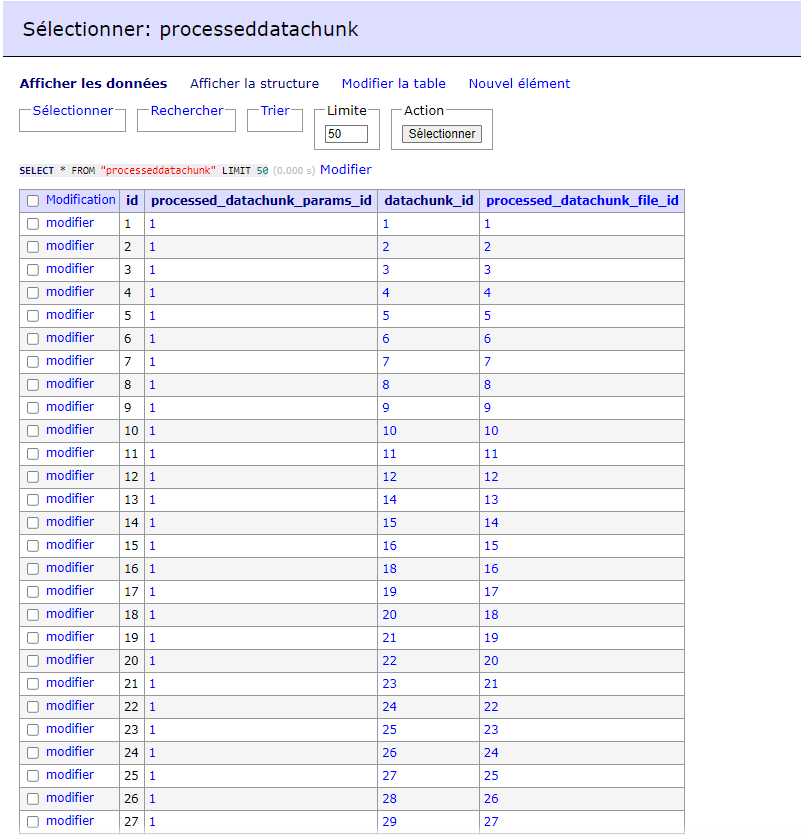 Sélectionner: processeddatachunk
Afficher les données Afficher la structure Modifier la table Nouvel élément
Sélectionner Rechercher Trier Limite Action
50 Sélectionner
SELECT * FROM "processeddatachunk" LIMIT 50 (0.000 s) Modifier
Modification id processed_datachunk_params_id datachunk_id processed_datachunk_file_id
modifier 1 1 1 1
modifier 2 1 2 2
modifier 3 1 3 3
modifier 4 1 4 4
modifier 5 1 5 5
modifier 6 1 6 6
modifier 7 1 7 7
modifier 8 1 8 8
modifier 9 1 9 9
modifier 10 1 10 10
modifier 11 1 11 11
modifier 12 1 12 12
modifier 13 1 14 13
modifier 14 1 15 14
modifier 15 1 16 15
modifier 16 1 18 16
modifier 17 1 19 17
modifier 18 1 20 18
modifier 19 1 21 19
modifier 20 1 22 20
modifier 21 1 23 21
modifier 22 1 24 22
modifier 23 1 25 23
modifier 24 1 26 24
modifier 25 1 27 25
modifier 26 1 28 26
modifier 27 1 29 27